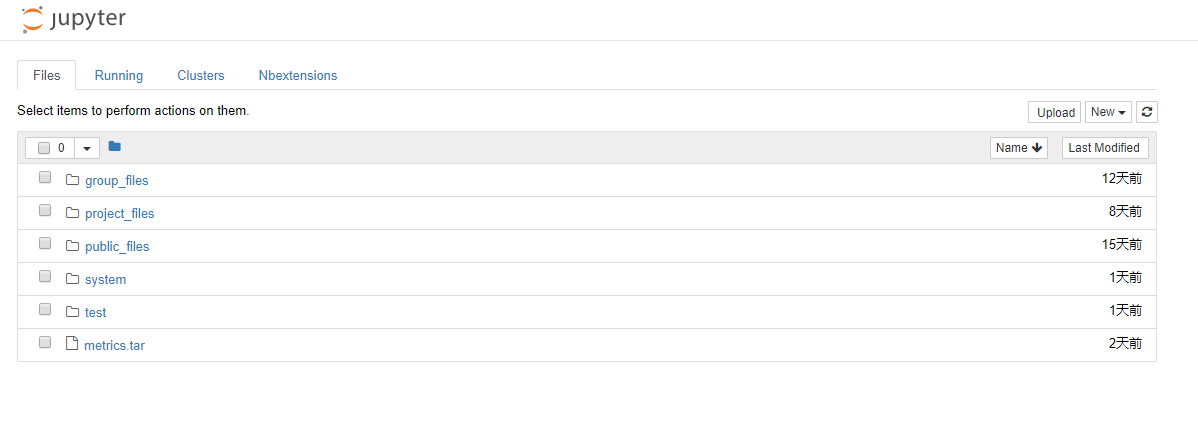 jupyter
Files Running Clusters Nbextensions
Select items to perform actions on them.
Upload New
0 Name Last Modified
group_files 12天前
project_files 8天前
public_files 15天前
system 1天前
test 1天前
metrics.tar 2天前